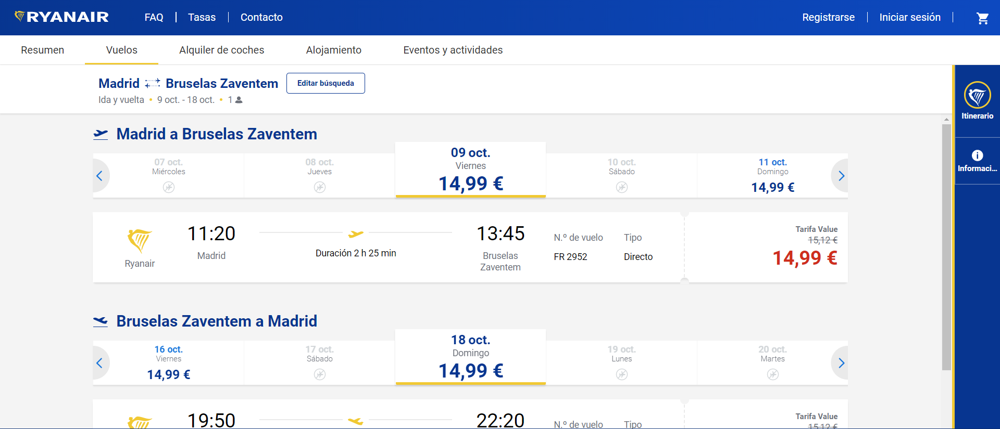 RYANAIR
FAQ
Tasas
Contacto
Registrarse
Iniciar sesión
Resumen
Vuelos
Alquiler de coches
Alojamiento
Eventos y actividades
Madrid
Bruselas Zaventem
Editar búsqueda
Ida y vuelta • 9 oct. - 18 oct. • 1
Itinerario
Informaci...
Madrid a Bruselas Zaventem
07 oct.
Miércoles
08 oct.
Jueves
09 oct.
Viernes
14,99 €
10 oct.
Sábado
11 oct.
Domingo
14,99 €
Ryanair
11:20
Madrid
Duración 2 h 25 min
13:45
Bruselas
Zaventem
N.º de vuelo
FR 2952
Tipo
Directo
Tarifa Value
15,12 €
14,99 €
Bruselas Zaventem a Madrid
16 oct.
Viernes
14,99 €
17 oct.
Sábado
18 oct.
Domingo
14,99 €
19 oct.
Lunes
20 oct.
Martes
19:50
22:20
N.º de vuelo
Tipo
Tarifa Value
15,12 €